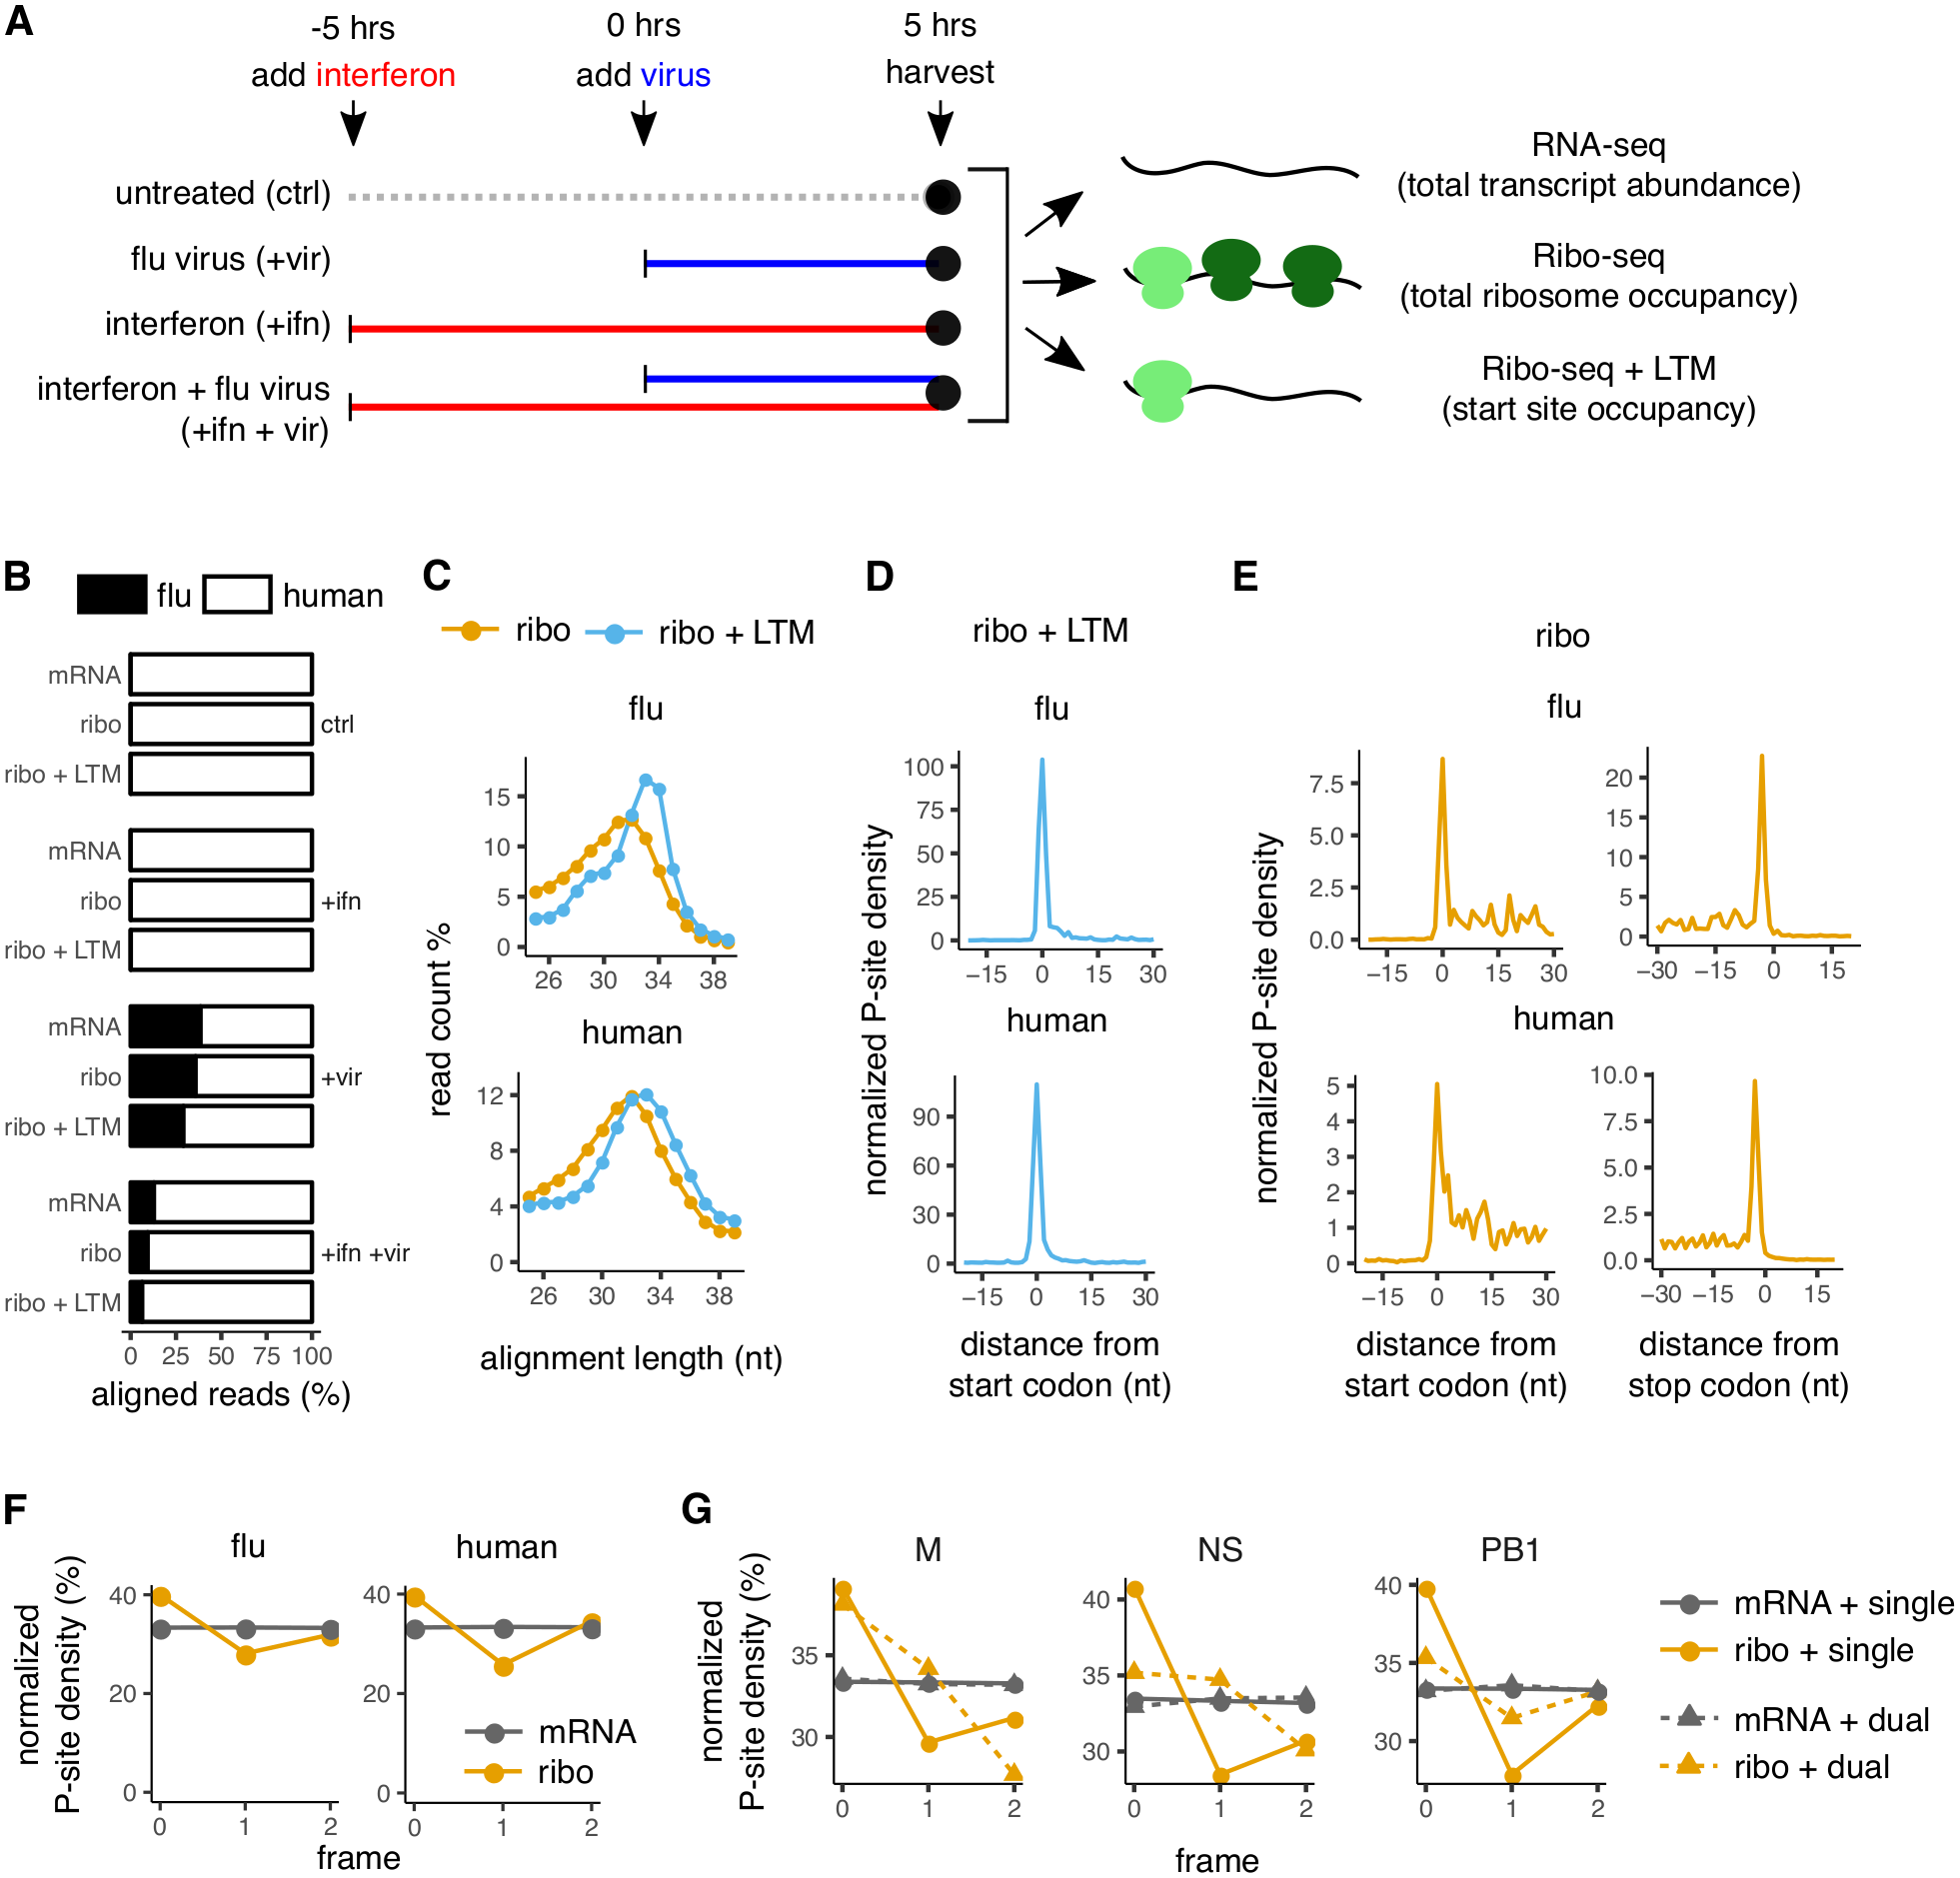 A
-5 hrs
0 hrs
5 hrs
add interferon
add virus
harvest
untreated (ctrl)
flu virus (+vir)
interferon (+ifn)
interferon + flu virus
(+ifn + vir)
RNA-seq
(total transcript abundance)
Ribo-seq
(total ribosome occupancy)
Ribo-seq + LTM
(start site occupancy)
B
flu
human
mRNA
ribo
ctrl
ribo + LTM
mRNA
ribo
+ifn
ribo + LTM
mRNA
ribo
+vir
ribo + LTM
mRNA
ribo
+ifn +vir
ribo + LTM
0 25 50 75 100
aligned reads (%)
C
ribo
ribo + LTM
flu
15
10
5
0
26 30 34 38
human
12
8
4
0
26 30 34 38
read count %
alignment length (nt)
D
ribo + LTM
flu
100
75
50
25
0
−15 0 15 30
human
90
60
30
0
−15 0 15 30
normalized P-site density
distance from
start codon (nt)
E
ribo
flu
7.5
5.0
2.5
0.0
−15 0 15 30
20
15
10
5
0
−30 −15 0 15
human
5
4
3
2
1
0
−15 0 15 30
10.0
7.5
5.0
2.5
0.0
−30 −15 0 15
normalized P-site density
distance from
start codon (nt)
distance from
stop codon (nt)
F
flu
human
normalized
P-site density (%)
40
20
0
0 1 2
40
20
0
0 1 2
mRNA
ribo
frame
G
M
NS
PB1
normalized
P-site density (%)
35
30
0 1 2
40
35
30
0 1 2
40
35
30
0 1 2
frame
mRNA + single
ribo + single
mRNA + dual
ribo + dual